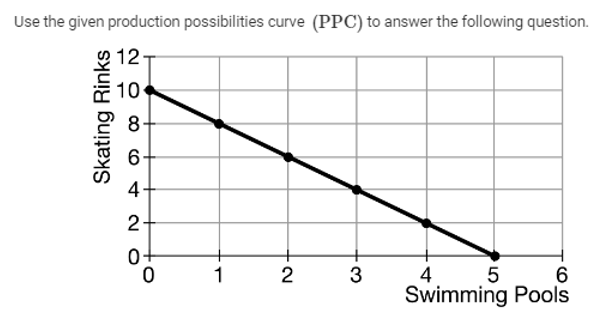 Use the given production possibilities curve (PPC) to answer the following question.
Skating Rinks
12
10
8
6
4
2
0
0 1 2 3 4 5 6
Swimming Pools